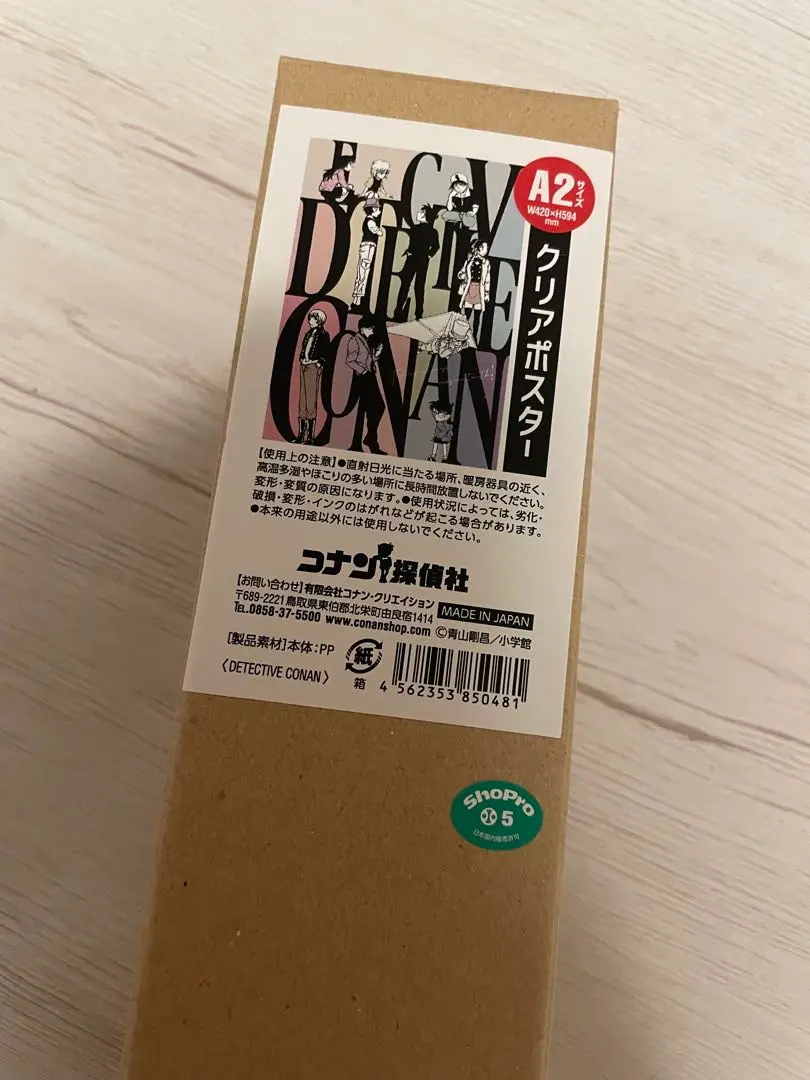 DETECTIVE
CONAN
A2サイズ
W420×H594
mm
クリアポスター
【使用上の注意】●直射日光に当たる場所、暖房器具の近く、
高温多湿やほこりの多い場所に長時間放置しないでください。
変形・変質の原因になります。●使用状況によっては、劣化・
破損・変形・インクのはがれなどが起こる場合があります。
●本来の用途以外には使用しないでください。
コナン探偵社
【お問い合わせ】有限会社コナン・クリエイション
〒689-2221 鳥取県東伯郡北栄町由良宿1414
TEL.0858-37-5500 www.conanshop.com
MADE IN JAPAN
©青山剛昌/小学館
[製品素材]本体:PP
〈DETECTIVE CONAN〉
紙
箱
4 562353 850481
ShoPro
小 5
日本国内販売許可